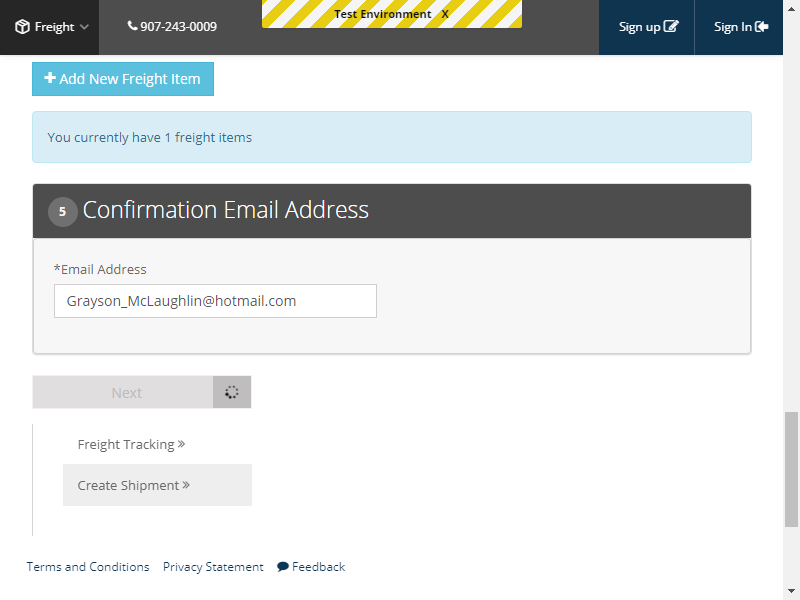 Freight
907-243-0009
Test Environment X
Sign up
Sign In
Add New Freight Item
You currently have 1 freight items
5 Confirmation Email Address
*Email Address
Grayson_McLaughlin@hotmail.com
Next
Freight Tracking »
Create Shipment »
Terms and Conditions Privacy Statement Feedback